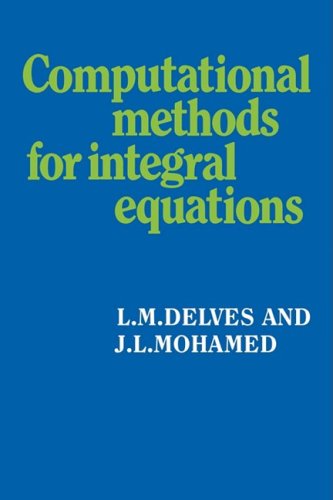 Computational
methods
for integral
equations
L.M.DELVES AND
J.L.MOHAMED